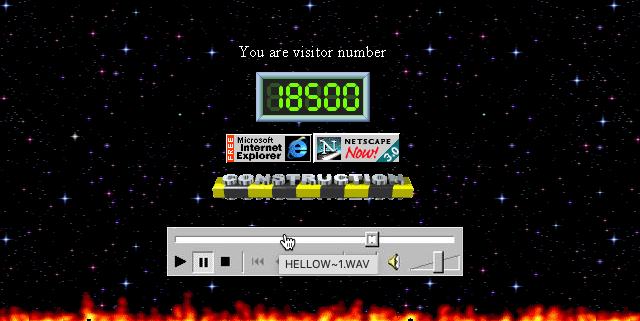 You are visitor number
18500
FREE
Microsoft
Internet
Explorer
N
NETSCAPE
Now!
3.0
CONSTRUCTION
HELLOW~1.WAV